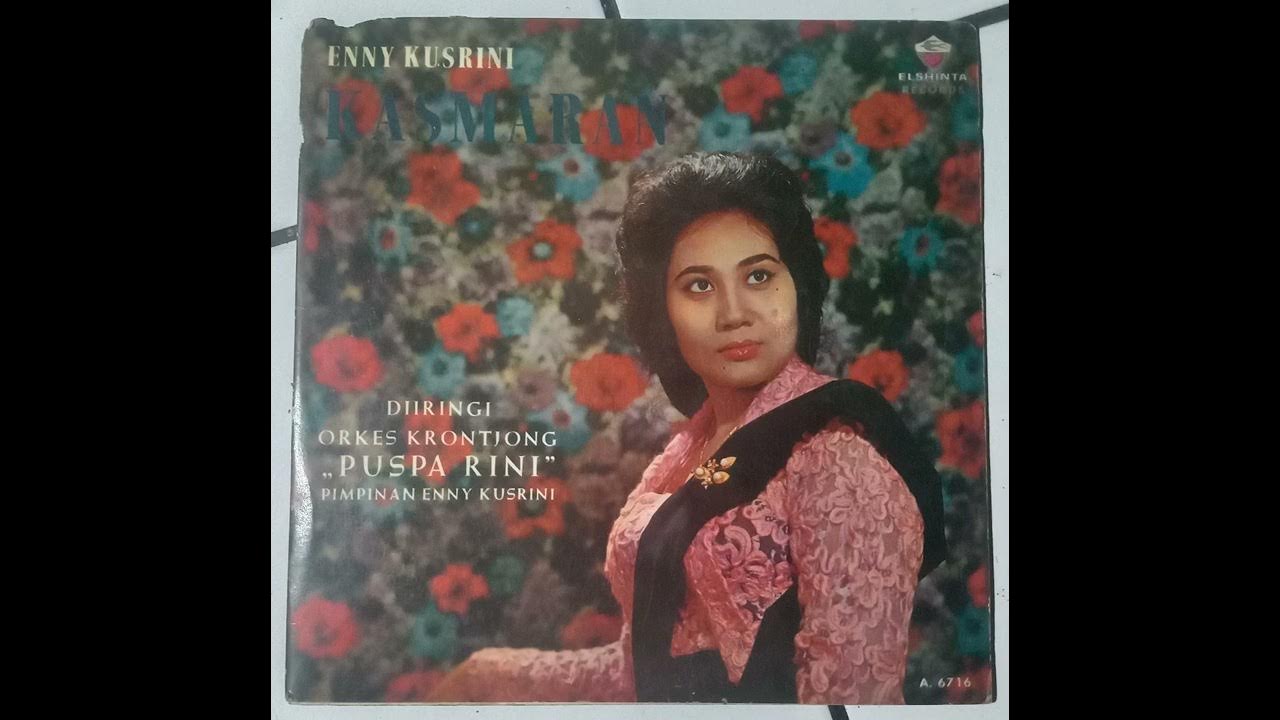 ENNY KUSRINI
KASMARAN
ELSHINTA
RECORDS
DIIRINGI
ORKES KRONTJONG
„PUSPA RINI”
PIMPINAN ENNY KUSRINI
A. 6716